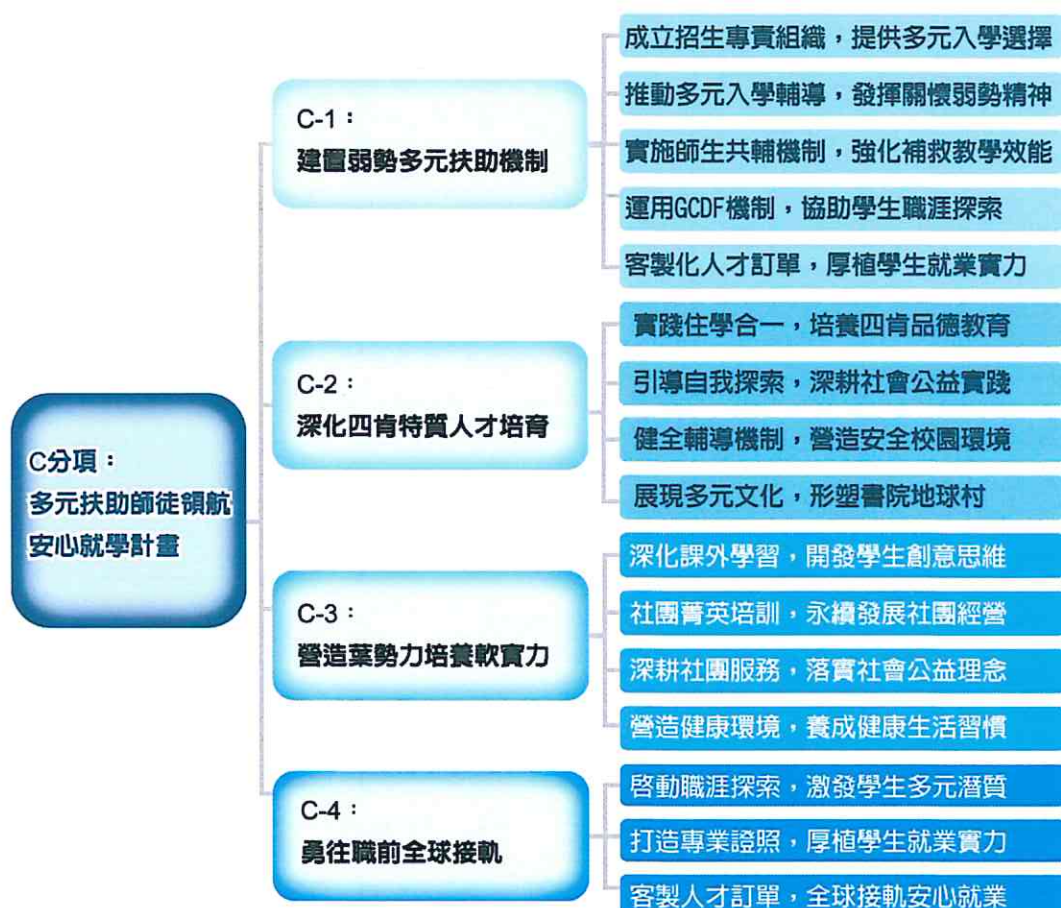 C分項：
多元扶助師徒領航
安心就學計畫
C-1：
建置弱勢多元扶助機制
成立招生專責組織，提供多元入學選擇
推動多元入學輔導，發揮關懷弱勢精神
實施師生共輔機制，強化補救教學效能
運用GCDF機制，協助學生職涯探索
客製化人才訂單，厚植學生就業實力
C-2：
深化四肯特質人才培育
實踐住學合一，培養四肯品德教育
引導自我探索，深耕社會公益實踐
健全輔導機制，營造安全校園環境
展現多元文化，形塑書院地球村
C-3：
營造葉勢力培養軟實力
深化課外學習，開發學生創意思維
社團菁英培訓，永續發展社團經營
深耕社團服務，落實社會公益理念
營造健康環境，養成健康生活習慣
C-4：
勇往職前全球接軌
啓動職涯探索，激發學生多元潛質
打造專業證照，厚植學生就業實力
客製人才訂單，全球接軌安心就業